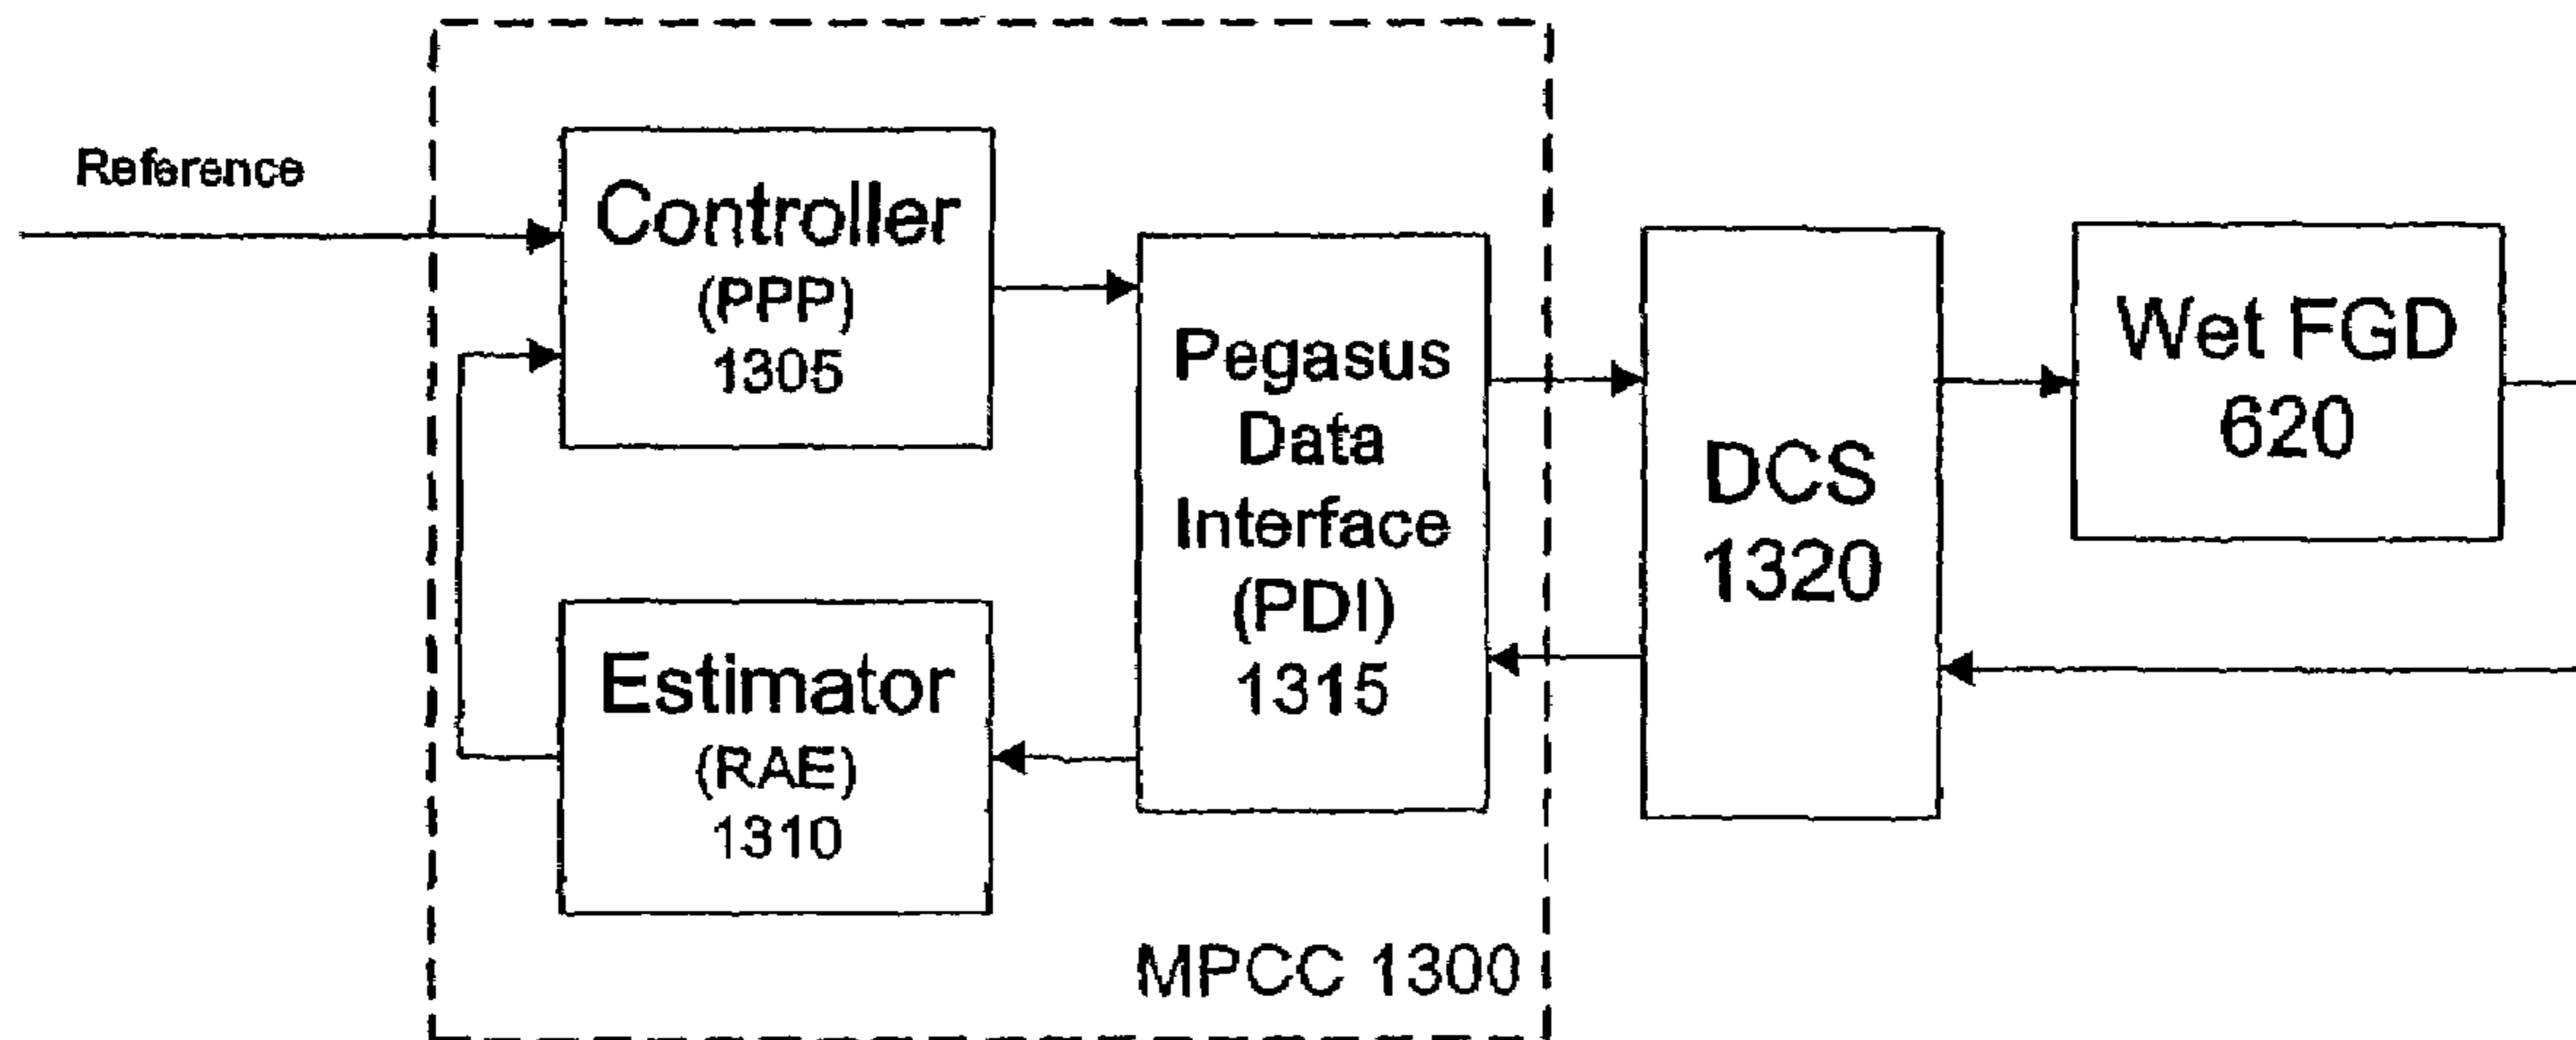 Reference
Controller
(PPP)
1305
Pegasus
Data
Interface
(PDI)
1315
Estimator
(RAE)
1310
MPCC 1300
DCS
1320
Wet FGD
620